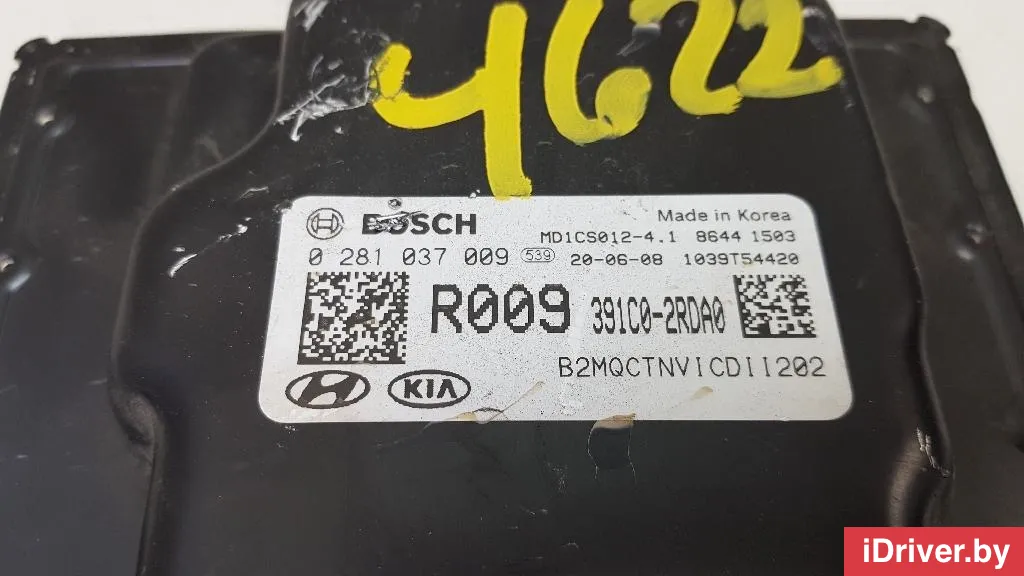 4622
BOSCH
Made in Korea
MD1CS012-4.1 8644 1503
0 281 037 009 539 20-06-08 1039T54420
R009 391C0-2RDA0
B2MQCTNVICDII202
KIA
iDriver.by